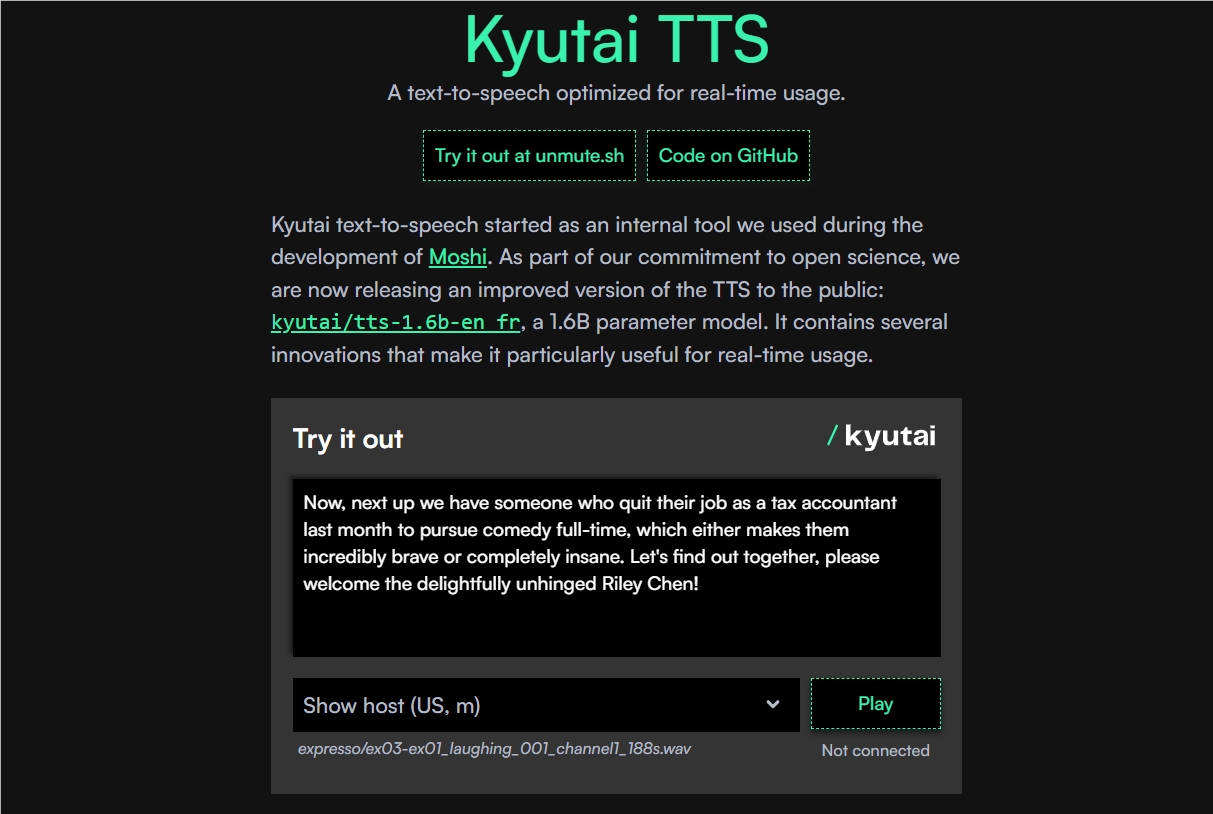 Kyutai TTS
A text-to-speech optimized for real-time usage.
Try it out at unmute.sh
Code on GitHub
Kyutai text-to-speech started as an internal tool we used during the
development of Moshi. As part of our commitment to open science, we
are now releasing an improved version of the TTS to the public:
kyutai/tts-1.6b-en_fr, a 1.6B parameter model. It contains several
innovations that make it particularly useful for real-time usage.
Try it out
/ kyutai
Now, next up we have someone who quit their job as a tax accountant
last month to pursue comedy full-time, which either makes them
incredibly brave or completely insane. Let's find out together, please
welcome the delightfully unhinged Riley Chen!
Show host (US, m)
Play
expresso/ex03-ex01_laughing_001_channel1_188s.wav
Not connected